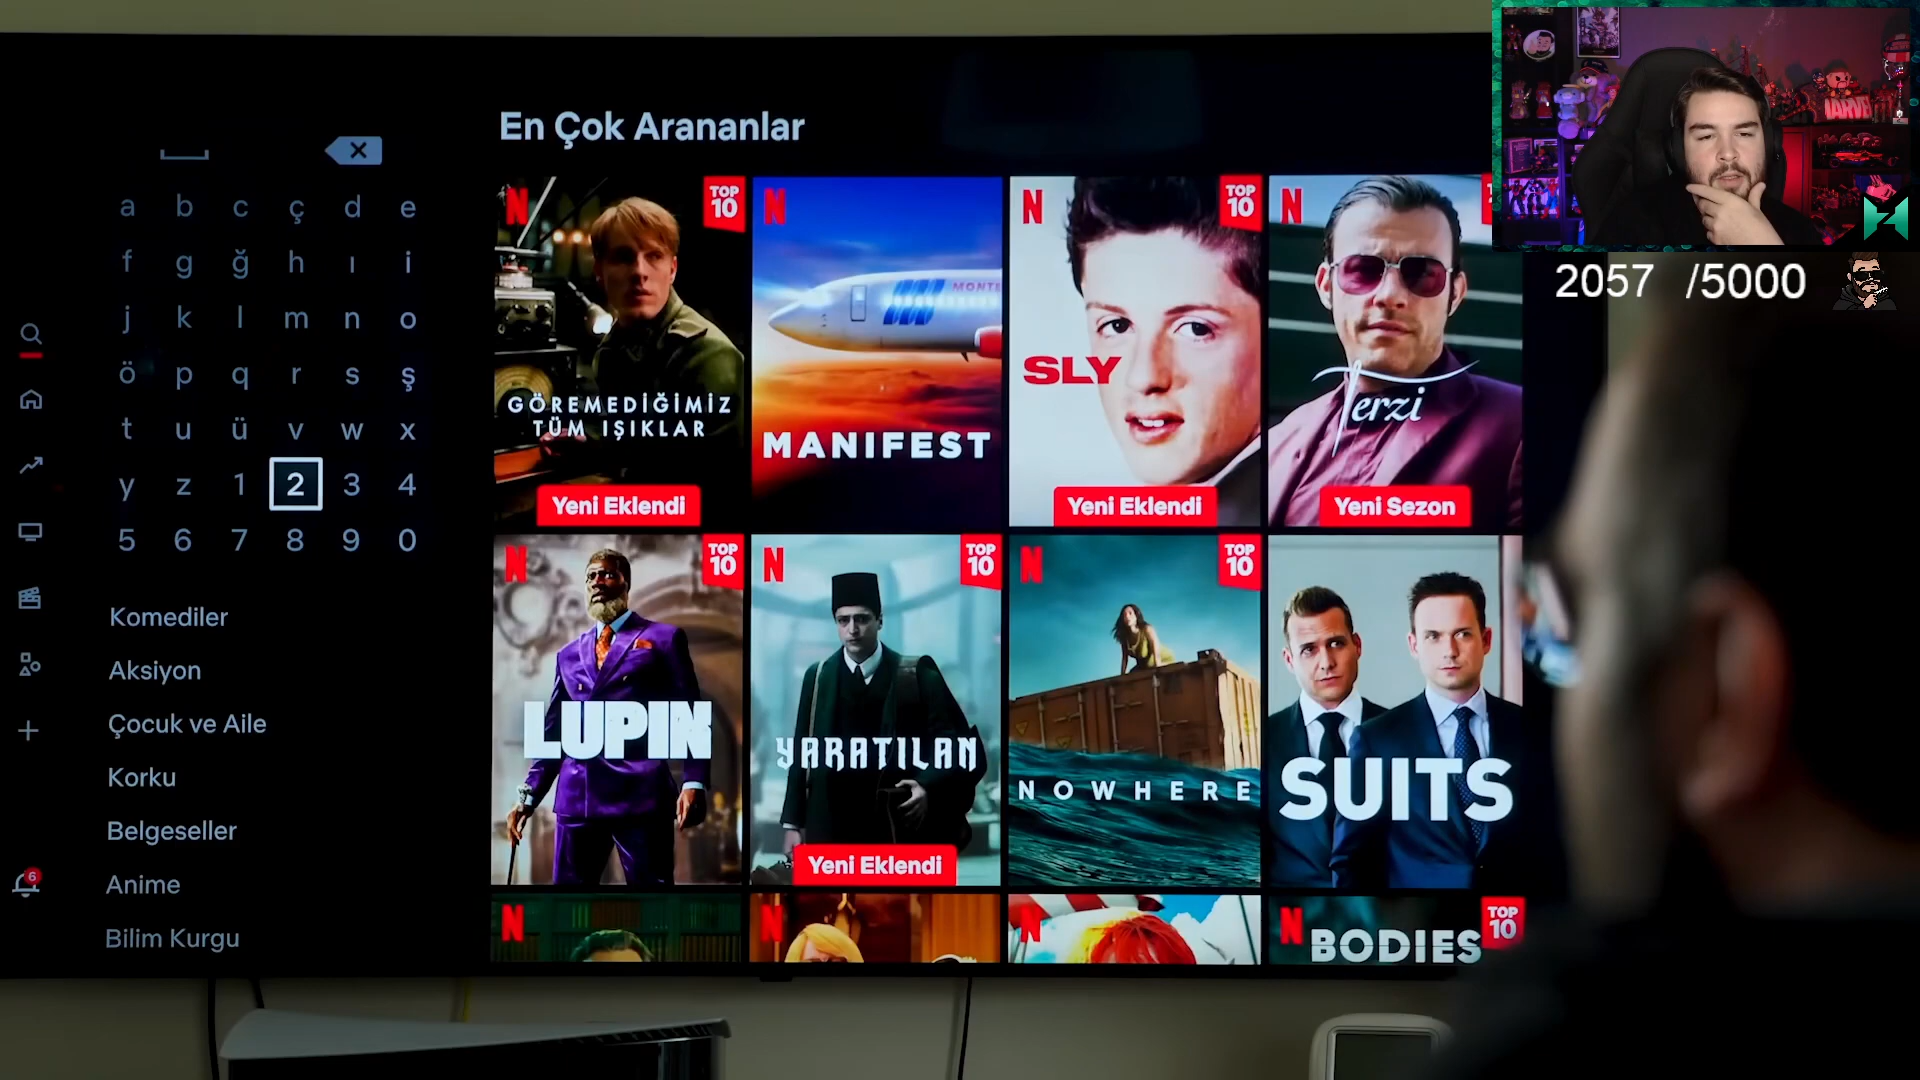 En Çok Arananlar
a b c ç d e
f g ğ h ı i
j k l m n o
ö p q r s ş
t u ü v w x
y z 1 2 3 4
5 6 7 8 9 0
Komediler
Aksiyon
Çocuk ve Aile
Korku
Belgeseller
Anime
Bilim Kurgu
6
N
TOP
10
GÖREMEDİĞİMİZ
TÜM IŞIKLAR
Yeni Eklendi
N
MONTE
MANIFEST
N
TOP
10
SLY
Yeni Eklendi
N
Terzi
Yeni Sezon
N
TOP
10
LUPIN
N
TOP
10
YARATILAN
Yeni Eklendi
N
TOP
10
NOWHERE
SUITS
N
N
N
N
TOP
10
BODIES
MARVEL
Z
2057 /5000